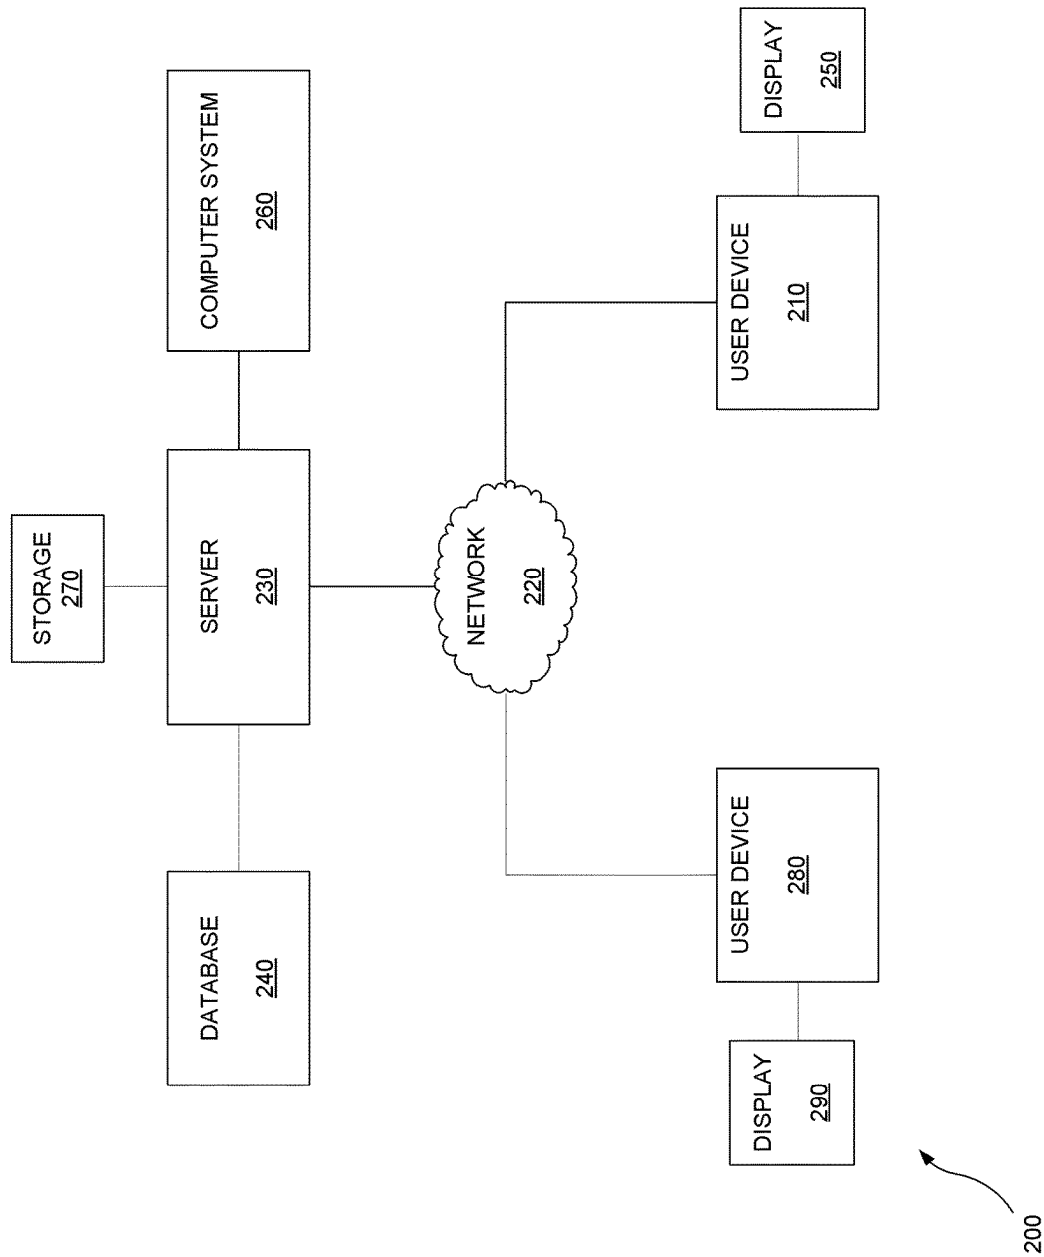 STORAGE
270
DATABASE
240
SERVER
230
COMPUTER SYSTEM
260
NETWORK
220
DISPLAY
290
USER DEVICE
280
USER DEVICE
210
DISPLAY
250
200